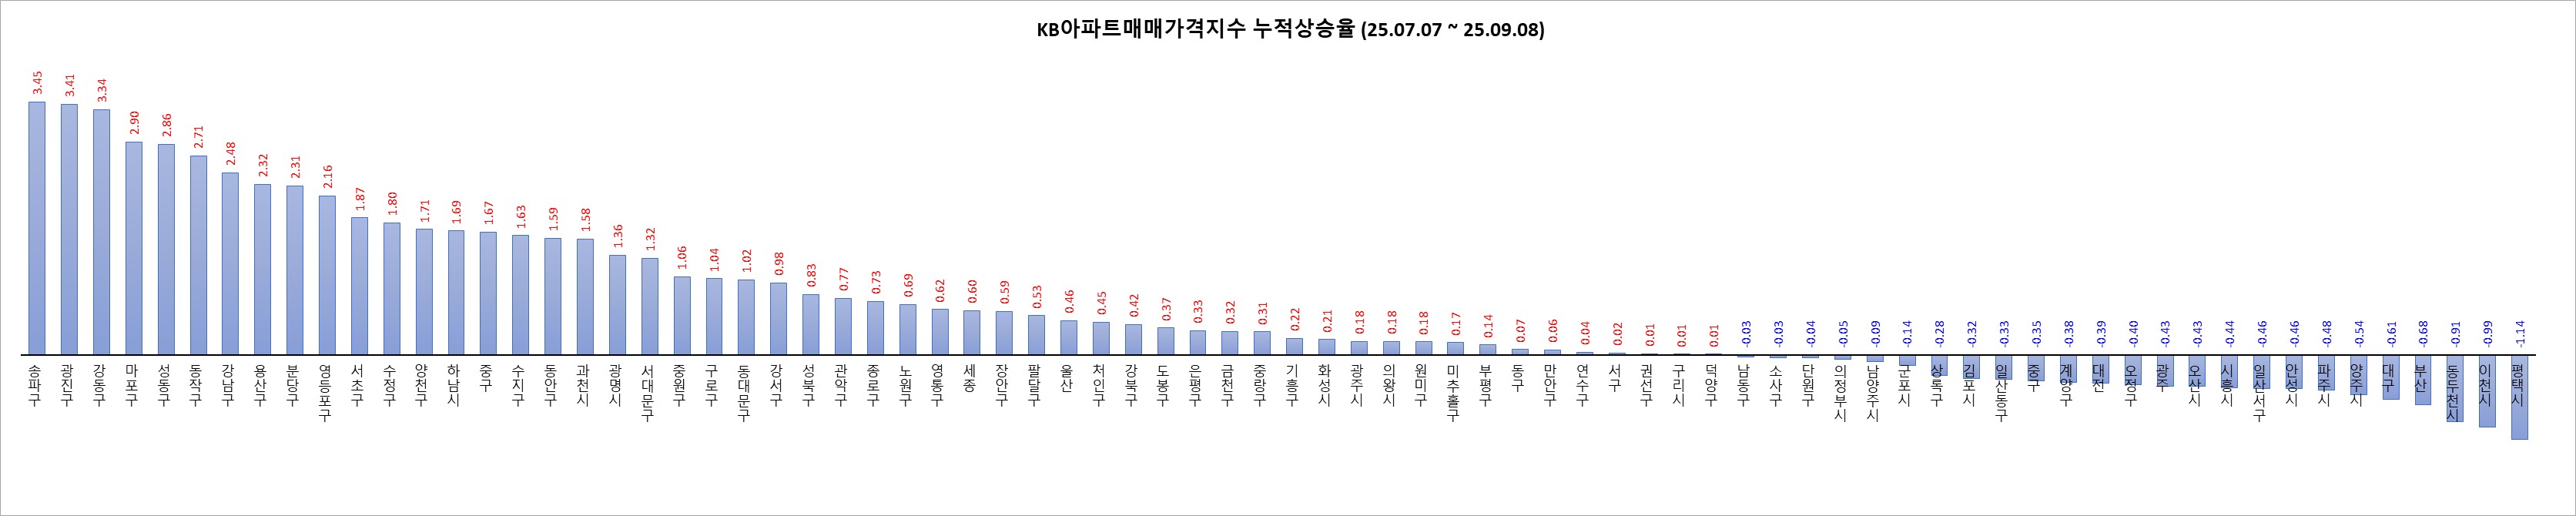 KB아파트매매가격지수 누적상승율 (25.07.07 ~ 25.09.08)
3.45 3.41 3.34 2.90 2.86 2.71 2.48 2.32 2.31 2.16 1.87 1.80 1.71 1.69 1.67 1.63 1.59 1.58 1.36 1.32 1.06 1.04 1.02 0.98 0.83 0.77 0.73 0.69 0.62 0.60 0.59 0.53 0.46 0.45 0.42 0.37 0.33 0.32 0.31 0.22 0.21 0.18 0.18 0.18 0.17 0.14 0.07 0.06 0.04 0.02 0.01 0.01 0.01 -0.03 -0.03 -0.04 -0.05 -0.09 -0.14 -0.28 -0.32 -0.33 -0.35 -0.38 -0.39 -0.40 -0.43 -0.43 -0.44 -0.46 -0.46 -0.48 -0.54 -0.61 -0.68 -0.91 -0.99 -1.14
송파구 광진구 강동구 마포구 성동구 동작구 강남구 용산구 분당구 영등포구 서초구 수정구 양천구 하남시 중구 수지구 동안구 과천시 광명시 서대문구 중원구 구로구 동대문구 강서구 성북구 관악구 종로구 노원구 영통구 세종 장안구 팔달구 울산 처인구 강북구 도봉구 은평구 금천구 중랑구 기흥구 화성시 광주시 의왕시 원미구 미추홀구 부평구 동구 만안구 연수구 서구 권선구 구리시 덕양구 남동구 소사구 단원구 의정부시 남양주시 군포시 상록구 김포시 일산동구 중구 계양구 대전 오정구 광주 오산시 시흥시 일산서구 안성시 파주시 양주시 대구 부산 동두천시 이천시 평택시